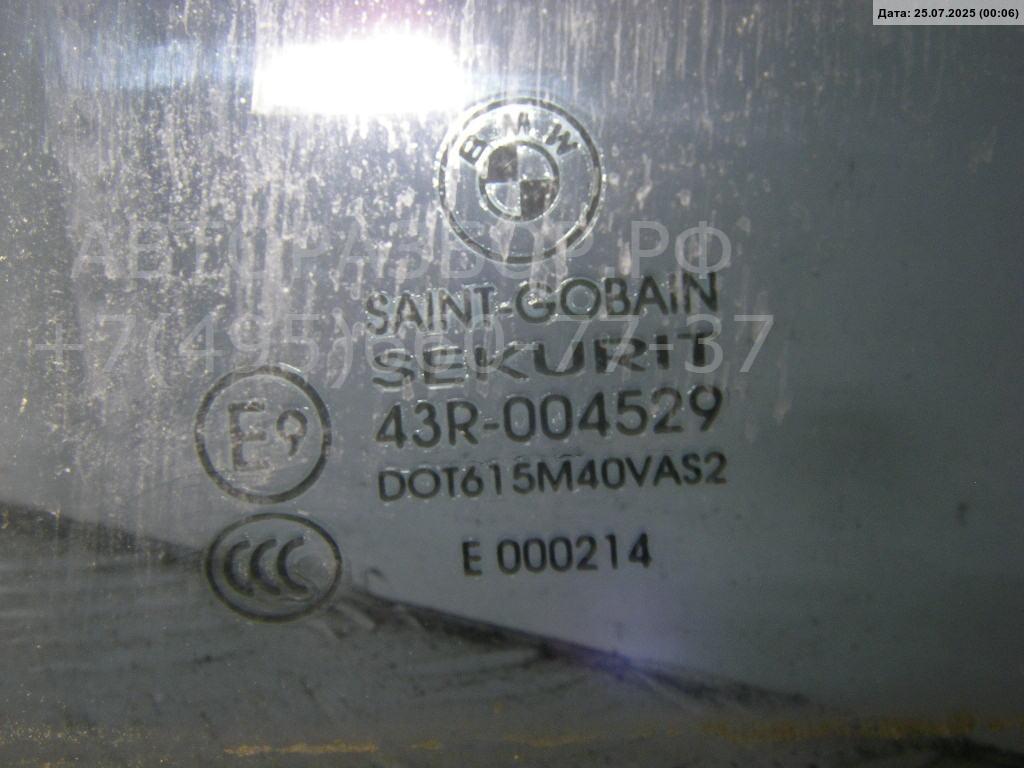 Дата: 25.07.2025 (00:06)
BMW
АВТОРАЗБОР.РФ
SAINT-GOBAIN
+7(495)660-77-37
SEKURIT
E9
43R-004529
DOT615M40VAS2
CCC
E 000214